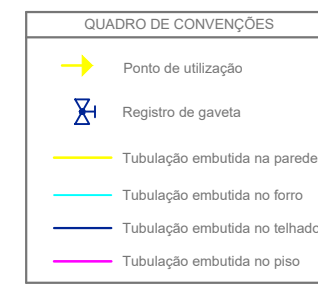 QUADRO DE CONVENÇÕES
Ponto de utilização
Registro de gaveta
Tubulação embutida na parede
Tubulação embutida no forro
Tubulação embutida no telhado
Tubulação embutida no piso